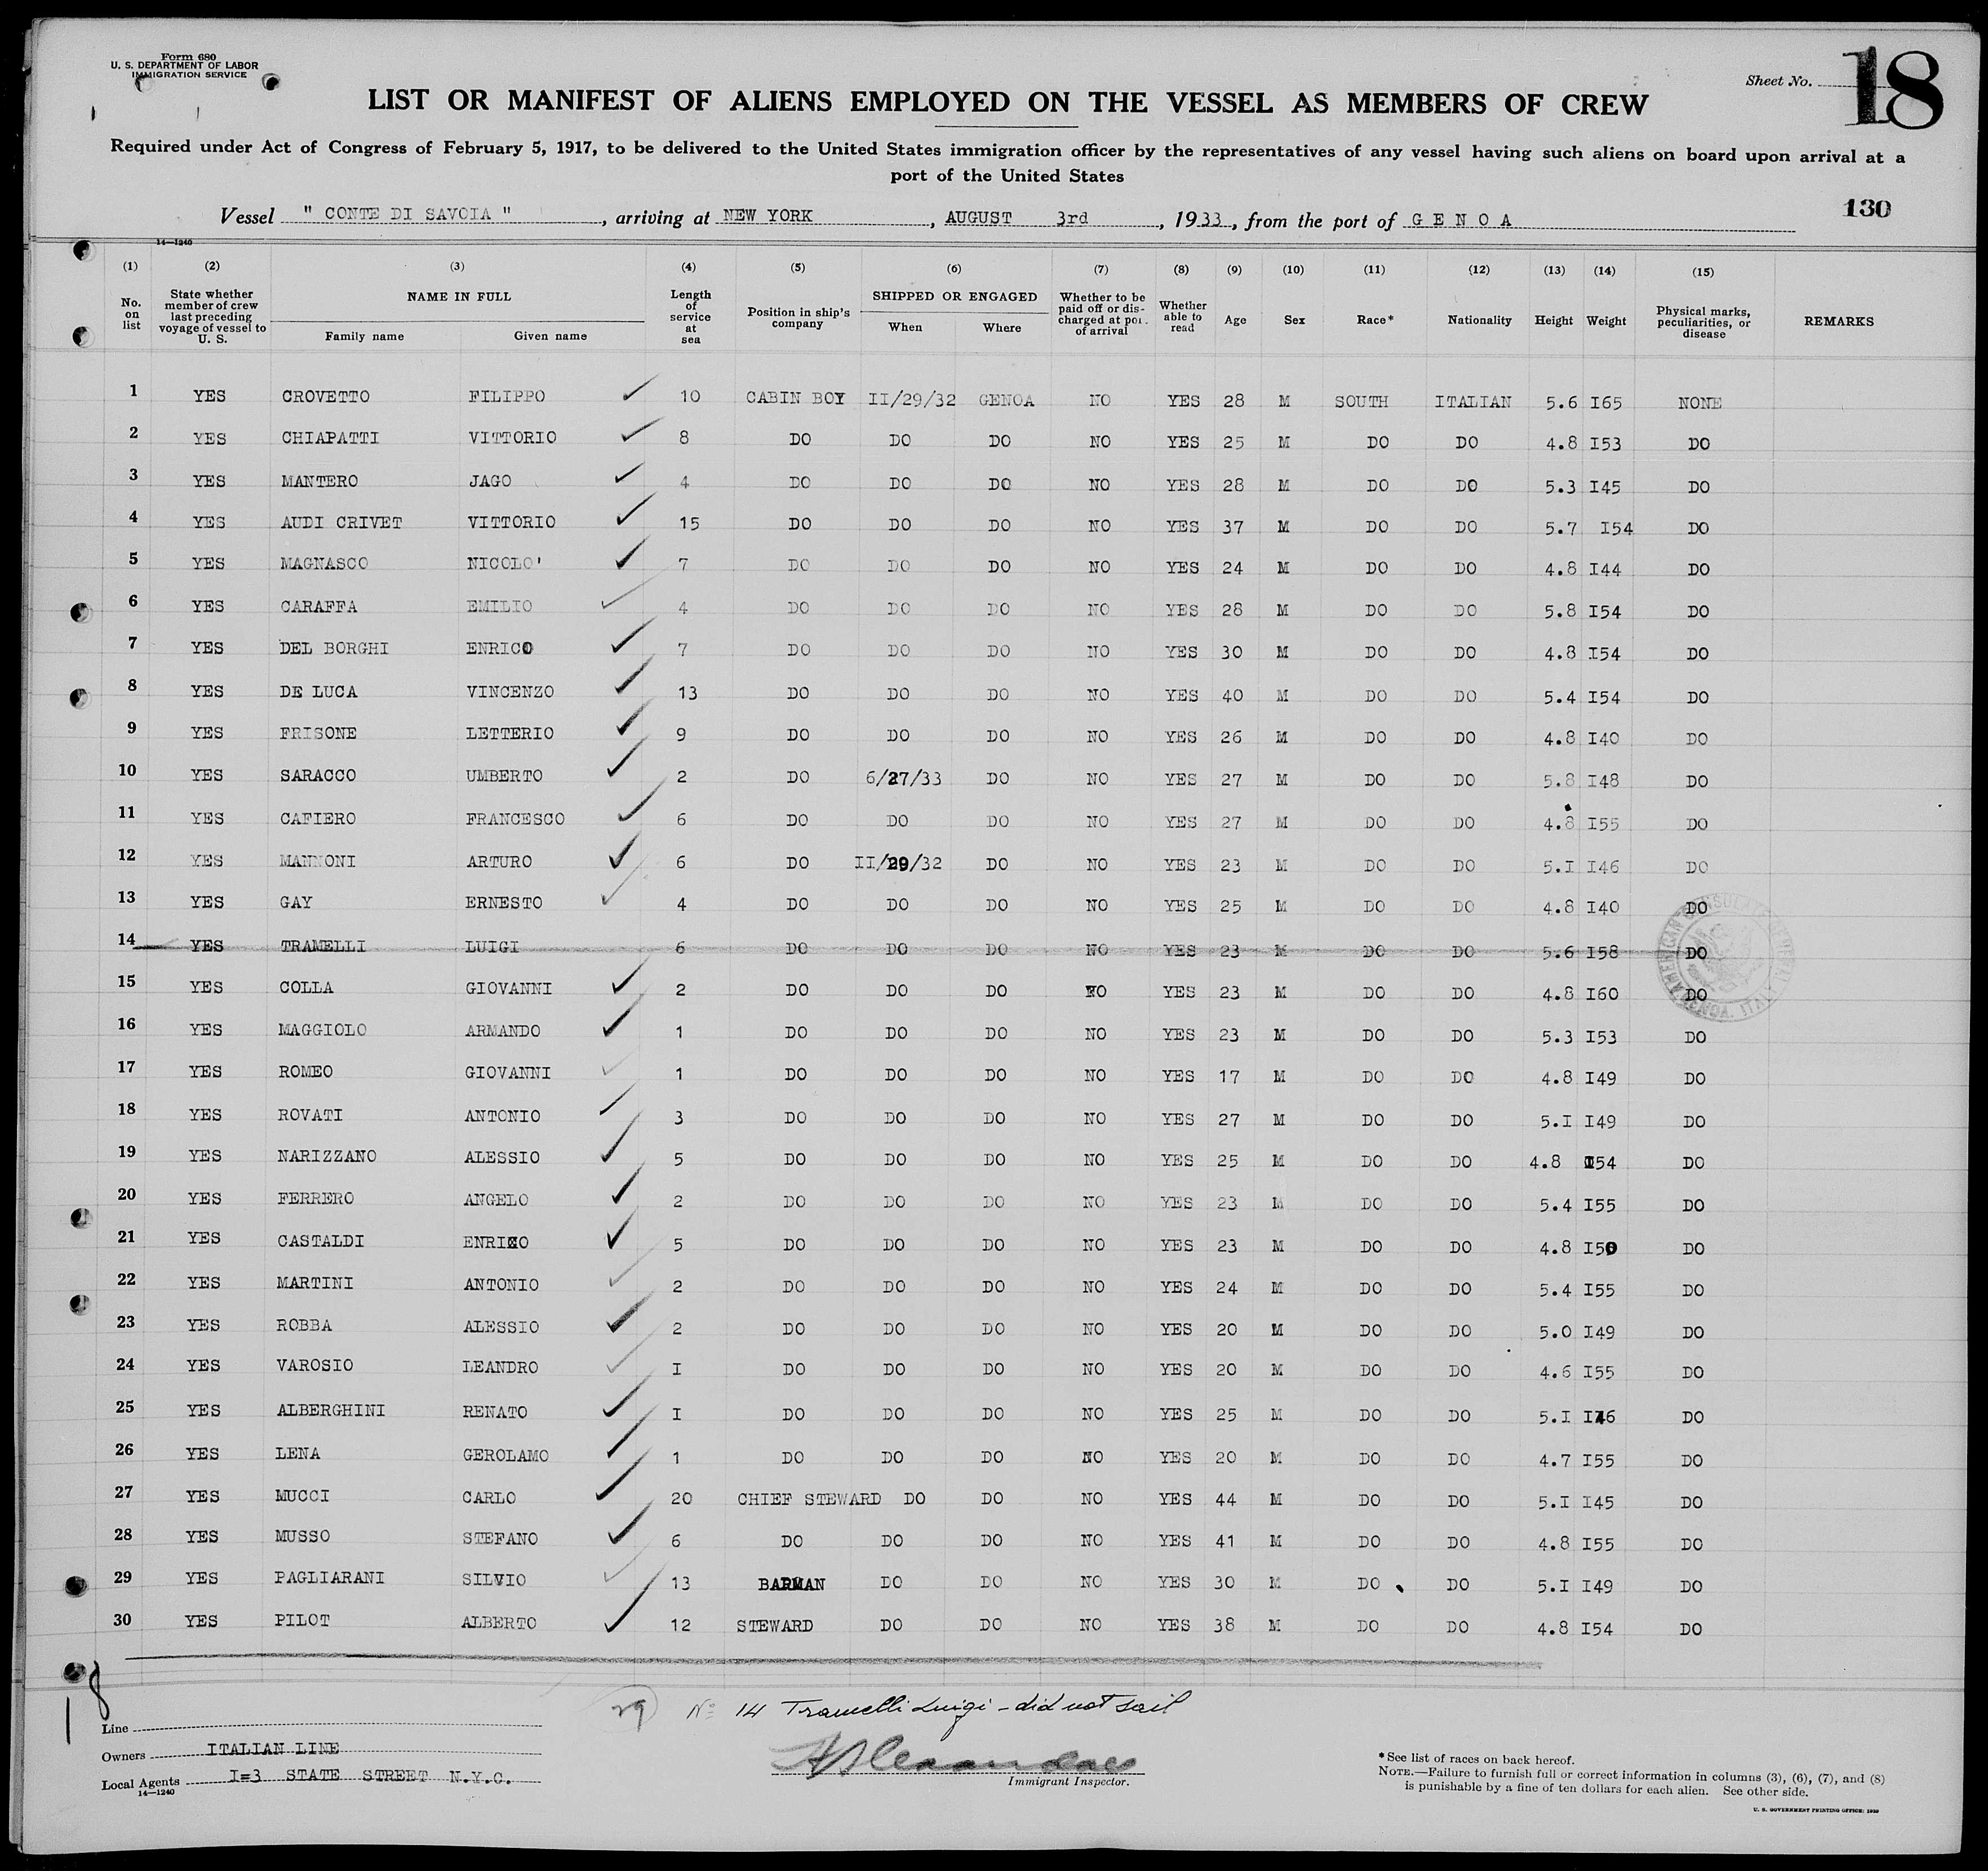 Form 680
U. S. DEPARTMENT OF LABOR
IMMIGRATION SERVICE
Sheet No. 18
LIST OR MANIFEST OF ALIENS EMPLOYED ON THE VESSEL AS MEMBERS OF CREW
Required under Act of Congress of February 5, 1917, to be delivered to the United States immigration officer by the representatives of any vessel having such aliens on board upon arrival at a
port of the United States
Vessel " CONTE DI SAVOIA ", arriving at NEW YORK, AUGUST 3rd, 1933, from the port of G E N O A
130
14—1240
(1) (2) (3) (4) (5) (6) (7) (8) (9) (10) (11) (12) (13) (14) (15)
No. on list State whether member of crew last preceding voyage of vessel to U. S. NAME IN FULL Family name Given name Length of service at sea Position in ship's company SHIPPED OR ENGAGED When Where Whether to be paid off or discharged at port of arrival Whether able to read Age Sex Race* Nationality Height Weight Physical marks, peculiarities, or disease REMARKS
1 YES CROVETTO FILIPPO 10 CABIN BOY II/29/32 GENOA NO YES 28 M SOUTH ITALIAN 5.6 I65 NONE
2 YES CHIAPATTI VITTORIO 8 DO DO DO NO YES 25 M DO DO 4.8 I53 DO
3 YES MANTERO JAGO 4 DO DO DO NO YES 28 M DO DO 5.3 I45 DO
4 YES AUDI CRIVET VITTORIO 15 DO DO DO NO YES 37 M DO DO 5.7 I54 DO
5 YES MAGNASCO NICOLO' 7 DO DO DO NO YES 24 M DO DO 4.8 I44 DO
6 YES CARAFFA EMILIO 4 DO DO DO NO YES 28 M DO DO 5.8 I54 DO
7 YES DEL BORGHI ENRICO 7 DO DO DO NO YES 30 M DO DO 4.8 I54 DO
8 YES DE LUCA VINCENZO 13 DO DO DO NO YES 40 M DO DO 5.4 I54 DO
9 YES FRISONE LETTERIO 9 DO DO DO NO YES 26 M DO DO 4.8 I40 DO
10 YES SARACCO UMBERTO 2 DO 6/27/33 DO NO YES 27 M DO DO 5.8 I48 DO
11 YES CAFIERO FRANCESCO 6 DO DO DO NO YES 27 M DO DO 4.8 I55 DO
12 YES MANNONI ARTURO 6 DO II/29/32 DO NO YES 23 M DO DO 5.I I46 DO
13 YES GAY ERNESTO 4 DO DO DO NO YES 25 M DO DO 4.8 I40 DO
14 YES TRAMELLI LUIGI 6 DO DO DO NO YES 23 M DO DO 5.6 I58 DO
15 YES COLLA GIOVANNI 2 DO DO DO NO YES 23 M DO DO 4.8 I60 DO
16 YES MAGGIOLO ARMANDO 1 DO DO DO NO YES 23 M DO DO 5.3 I53 DO
17 YES ROMEO GIOVANNI 1 DO DO DO NO YES 17 M DO DO 4.8 I49 DO
18 YES ROVATI ANTONIO 3 DO DO DO NO YES 27 M DO DO 5.I I49 DO
19 YES NARIZZANO ALESSIO 5 DO DO DO NO YES 25 M DO DO 4.8 I54 DO
20 YES FERRERO ANGELO 2 DO DO DO NO YES 23 M DO DO 5.4 I55 DO
21 YES CASTALDI ENRICO 5 DO DO DO NO YES 23 M DO DO 4.8 I50 DO
22 YES MARTINI ANTONIO 2 DO DO DO NO YES 24 M DO DO 5.4 I55 DO
23 YES ROBBA ALESSIO 2 DO DO DO NO YES 20 M DO DO 5.0 I49 DO
24 YES VAROSIO LEANDRO I DO DO DO NO YES 20 M DO DO 4.6 I55 DO
25 YES ALBERGHINI RENATO I DO DO DO NO YES 25 M DO DO 5.I I46 DO
26 YES LENA GEROLAMO 1 DO DO DO NO YES 20 M DO DO 4.7 I55 DO
27 YES MUCCI CARLO 20 CHIEF STEWARD DO DO NO YES 44 M DO DO 5.I I45 DO
28 YES MUSSO STEFANO 6 DO DO DO NO YES 41 M DO DO 4.8 I55 DO
29 YES PAGLIARANI SILVIO 13 BARMAN DO DO NO YES 30 M DO DO 5.I I49 DO
30 YES PILOT ALBERTO 12 STEWARD DO DO NO YES 38 M DO DO 4.8 I54 DO
18
29 No 14 Tramelli Luigi - did not sail
Line
Owners ITALIAN LINE
Local Agents I=3 STATE STREET N.Y.C.
14—1240
Immigrant Inspector.
* See list of races on back hereof.
NOTE.—Failure to furnish full or correct information in columns (3), (6), (7), and (8)
is punishable by a fine of ten dollars for each alien. See other side.